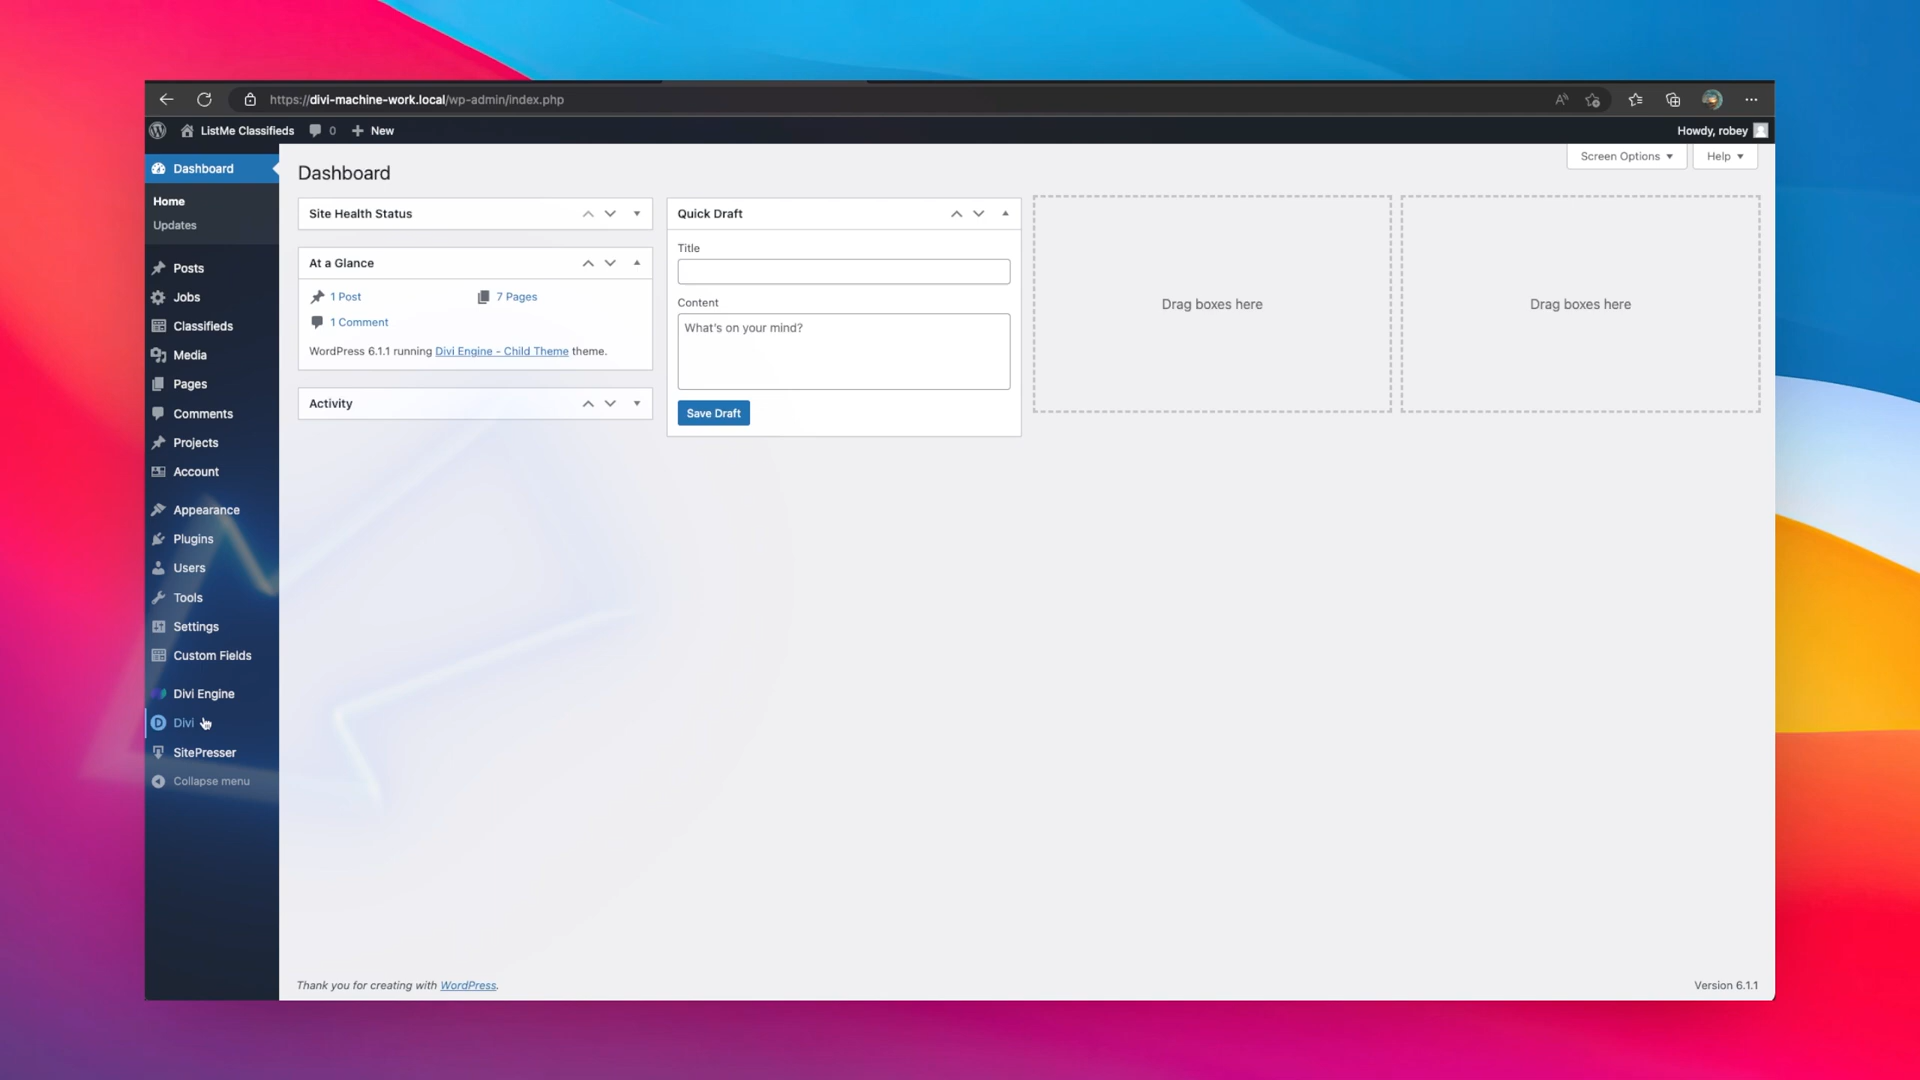 https://divi-machine-work.local/wp-admin/index.php
ListMe Classifieds 0 + New
Howdy, robey
Dashboard
Home
Updates
Posts
Jobs
Classifieds
Media
Pages
Comments
Projects
Account
Appearance
Plugins
Users
Tools
Settings
Custom Fields
Divi Engine
D Divi
SitePresser
Collapse menu
Screen Options
Help
Dashboard
Site Health Status
At a Glance
1 Post
7 Pages
1 Comment
WordPress 6.1.1 running Divi Engine - Child Theme theme.
Activity
Quick Draft
Title
Content
What's on your mind?
Save Draft
Drag boxes here
Drag boxes here
Thank you for creating with WordPress.
Version 6.1.1